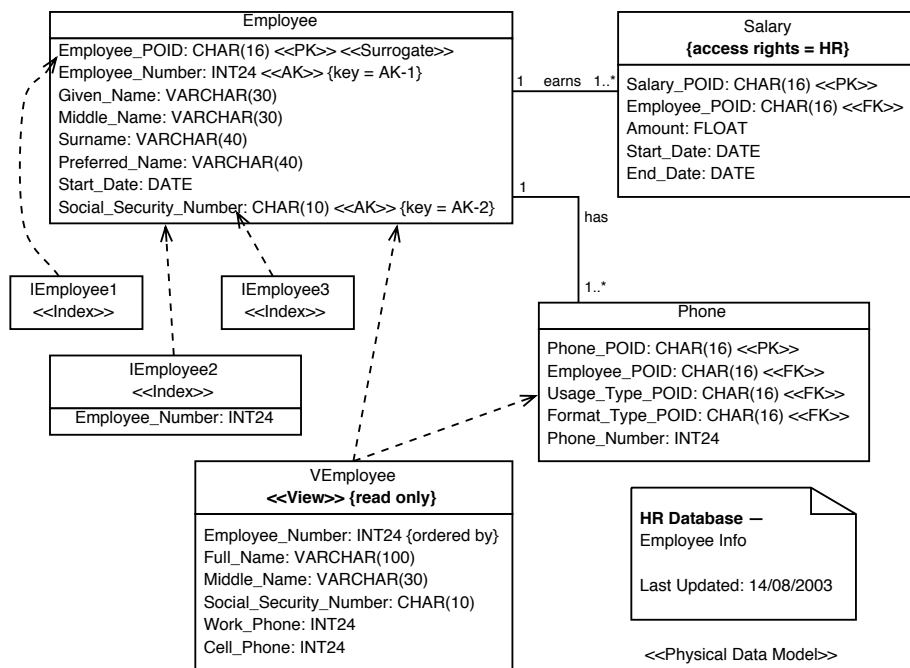 Employee
Employee_POID: CHAR(16) <<PK>> <<Surrogate>>
Employee_Number: INT24 <<AK>> {key = AK-1}
Given_Name: VARCHAR(30)
Middle_Name: VARCHAR(30)
Surname: VARCHAR(40)
Preferred_Name: VARCHAR(40)
Start_Date: DATE
Social_Security_Number: CHAR(10) <<AK>> {key = AK-2}
1 earns 1..*
Salary
{access rights = HR}
Salary_POID: CHAR(16) <<PK>>
Employee_POID: CHAR(16) <<FK>>
Amount: FLOAT
Start_Date: DATE
End_Date: DATE
1
has
1..*
IEmployee1
<<Index>>
IEmployee3
<<Index>>
IEmployee2
<<Index>>
Employee_Number: INT24
Phone
Phone_POID: CHAR(16) <<PK>>
Employee_POID: CHAR(16) <<FK>>
Usage_Type_POID: CHAR(16) <<FK>>
Format_Type_POID: CHAR(16) <<FK>>
Phone_Number: INT24
VEmployee
<<View>> {read only}
Employee_Number: INT24 {ordered by}
Full_Name: VARCHAR(100)
Middle_Name: VARCHAR(30)
Social_Security_Number: CHAR(10)
Work_Phone: INT24
Cell_Phone: INT24
HR Database —
Employee Info
Last Updated: 14/08/2003
<<Physical Data Model>>